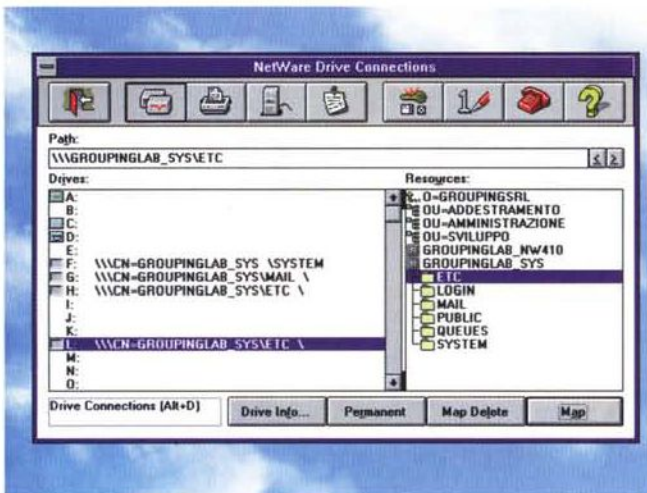 NetWare Drive Connections
Path:
\\\GROUPINGLAB_SYS\ETC
Drives:
A:
B:
C:
D:
E:
F: \\\CN=GROUPINGLAB_SYS \SYSTEM
G: \\\CN=GROUPINGLAB_SYS\MAIL \
H: \\\CN=GROUPINGLAB_SYS\ETC \
I:
J:
K:
L: \\\CN=GROUPINGLAB_SYS\ETC \
M:
N:
O:
Resources:
O=GROUPINGSRL
OU=ADDESTRAMENTO
OU=AMMINISTRAZIONE
OU=SVILUPPO
GROUPINGLAB_NW410
GROUPINGLAB_SYS
ETC
LOGIN
MAIL
PUBLIC
QUEUES
SYSTEM
Drive Connections (Alt+D)
Drive Info...
Permanent
Map Delete
Map